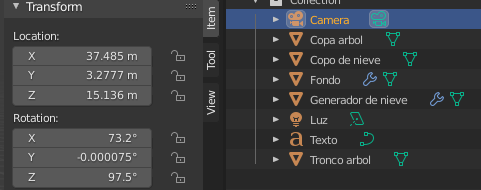 Transform
Location:
X 37.485 m
Y 3.2777 m
Z 15.136 m
Rotation:
X 73.2°
Y -0.000075°
Z 97.5°
Item
Tool
View
Collection
Camera
Copa arbol
Copo de nieve
Fondo
Generador de nieve
Luz
Texto
Tronco arbol